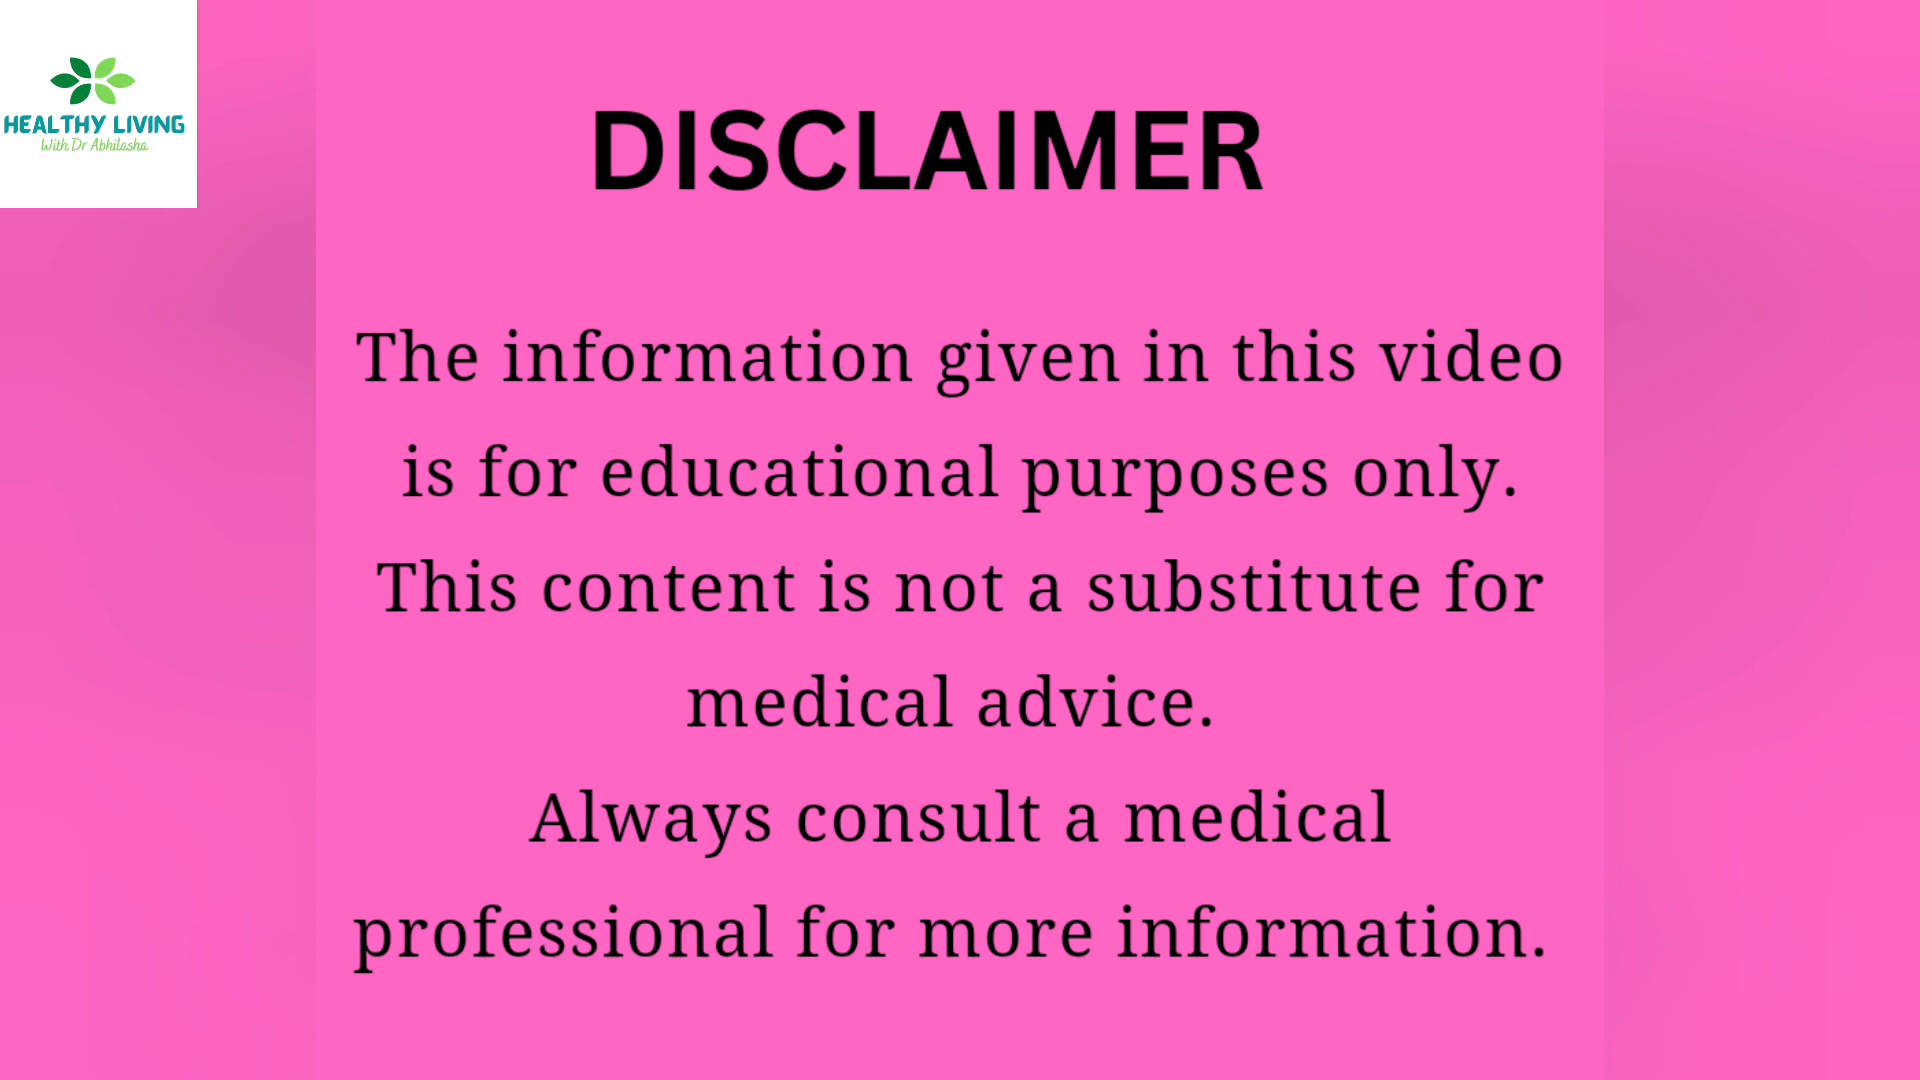 HEALTHY LIVING
With Dr Abhilasha
DISCLAIMER
The information given in this video
is for educational purposes only.
This content is not a substitute for
medical advice.
Always consult a medical
professional for more information.